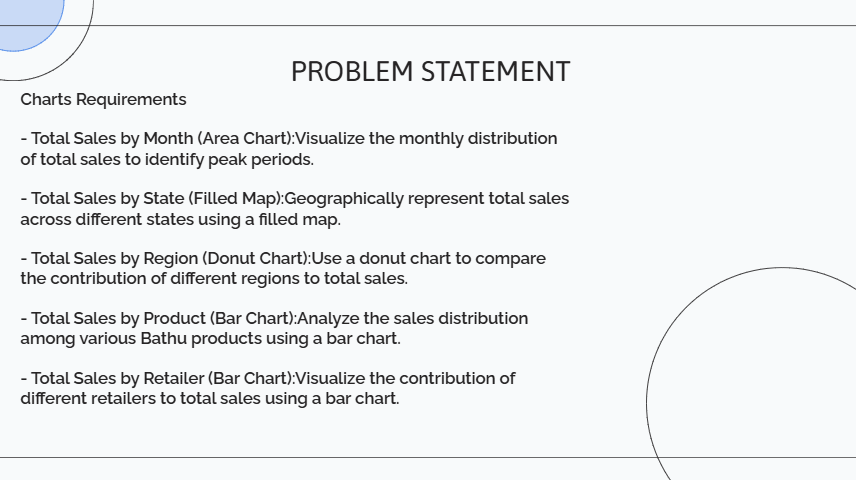 PROBLEM STATEMENT
Charts Requirements
- Total Sales by Month (Area Chart):Visualize the monthly distribution
of total sales to identify peak periods.
- Total Sales by State (Filled Map):Geographically represent total sales
across different states using a filled map.
- Total Sales by Region (Donut Chart):Use a donut chart to compare
the contribution of different regions to total sales.
- Total Sales by Product (Bar Chart):Analyze the sales distribution
among various Bathu products using a bar chart.
- Total Sales by Retailer (Bar Chart):Visualize the contribution of
different retailers to total sales using a bar chart.